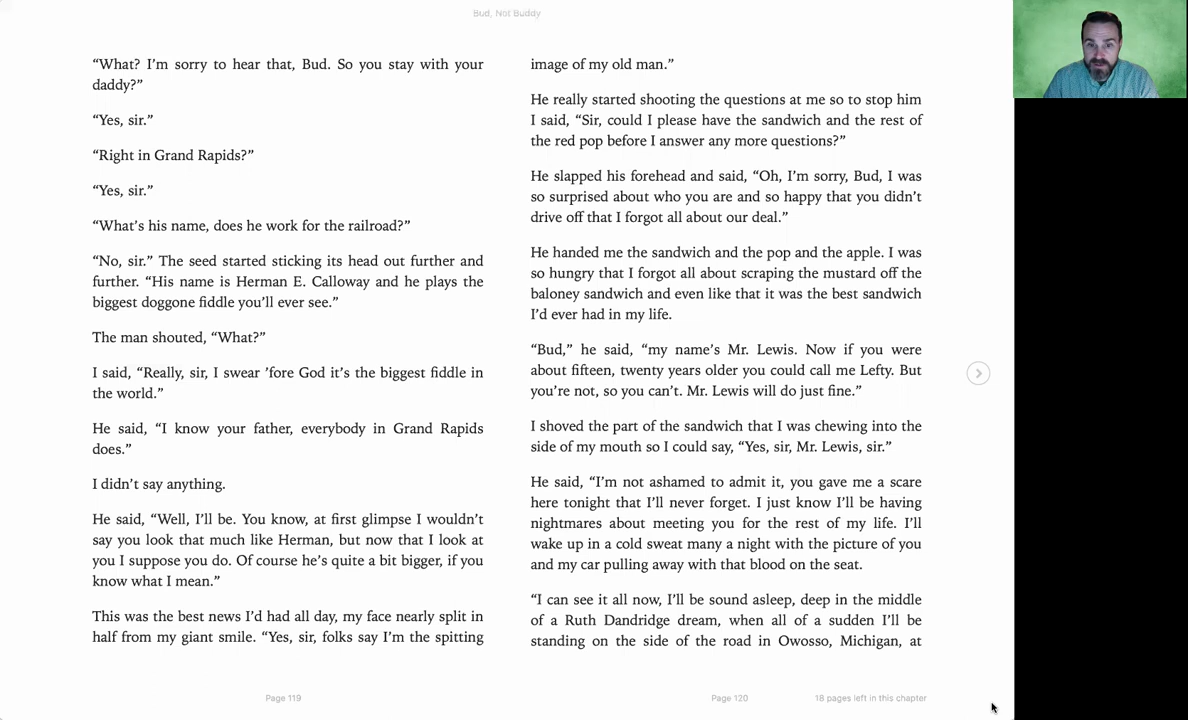 Bud, Not Buddy
“What? I’m sorry to hear that, Bud. So you stay with your
daddy?”
“Yes, sir.”
“Right in Grand Rapids?”
“Yes, sir.”
“What’s his name, does he work for the railroad?”
“No, sir.” The seed started sticking its head out further and
further. “His name is Herman E. Calloway and he plays the
biggest doggone fiddle you’ll ever see.”
The man shouted, “What?”
I said, “Really, sir, I swear ’fore God it’s the biggest fiddle in
the world.”
He said, “I know your father, everybody in Grand Rapids
does.”
I didn’t say anything.
He said, “Well, I’ll be. You know, at first glimpse I wouldn’t
say you look that much like Herman, but now that I look at
you I suppose you do. Of course he’s quite a bit bigger, if you
know what I mean.”
This was the best news I’d had all day, my face nearly split in
half from my giant smile. “Yes, sir, folks say I’m the spitting
image of my old man.”
He really started shooting the questions at me so to stop him
I said, “Sir, could I please have the sandwich and the rest of
the red pop before I answer any more questions?”
He slapped his forehead and said, “Oh, I’m sorry, Bud, I was
so surprised about who you are and so happy that you didn’t
drive off that I forgot all about our deal.”
He handed me the sandwich and the pop and the apple. I was
so hungry that I forgot all about scraping the mustard off the
baloney sandwich and even like that it was the best sandwich
I’d ever had in my life.
“Bud,” he said, “my name’s Mr. Lewis. Now if you were
about fifteen, twenty years older you could call me Lefty. But
you’re not, so you can’t. Mr. Lewis will do just fine.”
I shoved the part of the sandwich that I was chewing into the
side of my mouth so I could say, “Yes, sir, Mr. Lewis, sir.”
He said, “I’m not ashamed to admit it, you gave me a scare
here tonight that I’ll never forget. I just know I’ll be having
nightmares about meeting you for the rest of my life. I’ll
wake up in a cold sweat many a night with the picture of you
and my car pulling away with that blood on the seat.
“I can see it all now, I’ll be sound asleep, deep in the middle
of a Ruth Dandridge dream, when all of a sudden I’ll be
standing on the side of the road in Owosso, Michigan, at
Page 119
Page 120
18 pages left in this chapter